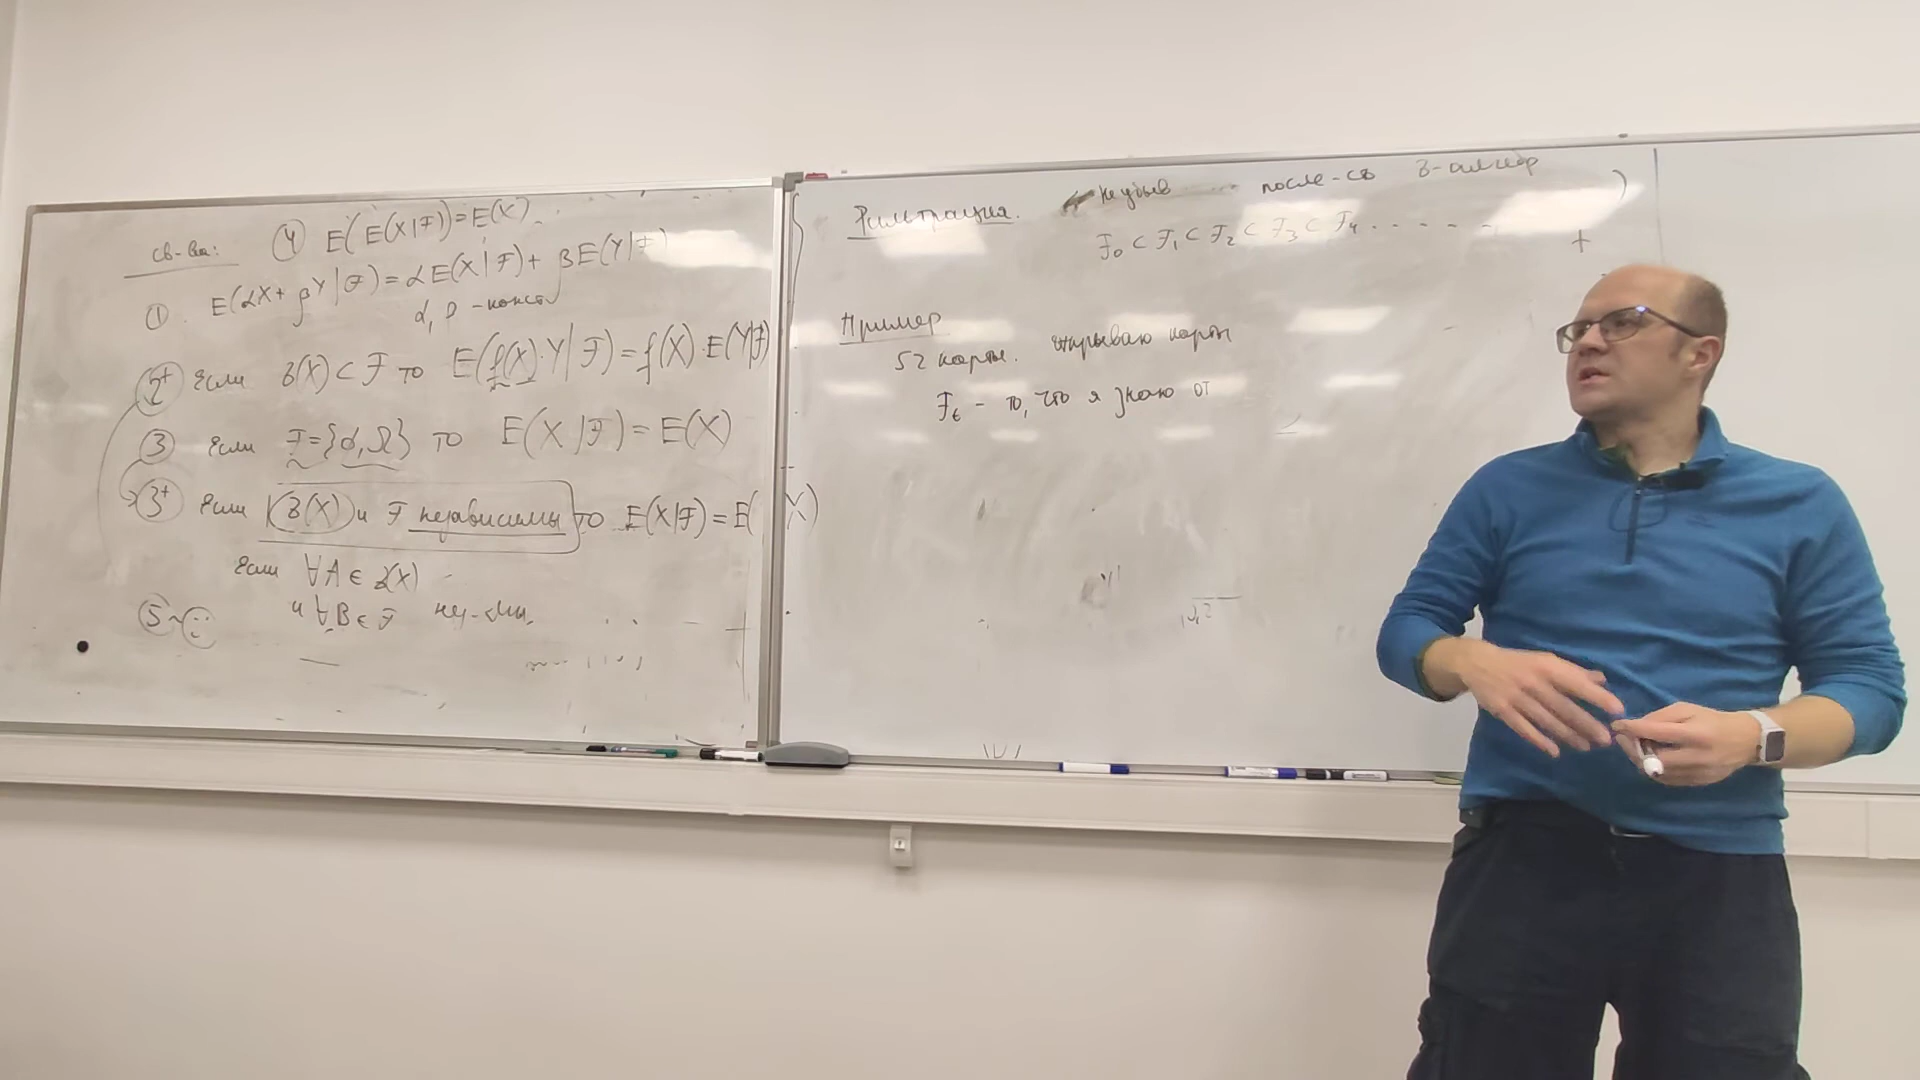 св-ва: ④ E(E(X|F))=E(X)
① E(αX+βY|F)=αE(X|F)+βE(Y|F)
α, β - конст
②⁺ Если σ(X)⊂F то E(f(X)·Y|F)=f(X)·E(Y|F)
③ Если F={∅,Ω} то E(X|F)=E(X)
③⁺ Если σ(X) и F независимы то E(X|F)=E(X)
Если ∀A∈σ(X)
⑤~ и ∀B∈F
Фильтрация. неубыв после-ть σ-алгебр
F₀⊂F₁⊂F₂⊂F₃⊂F₄.......
Пример
52 карты. открываю карты
Fₜ - то, что я знаю от